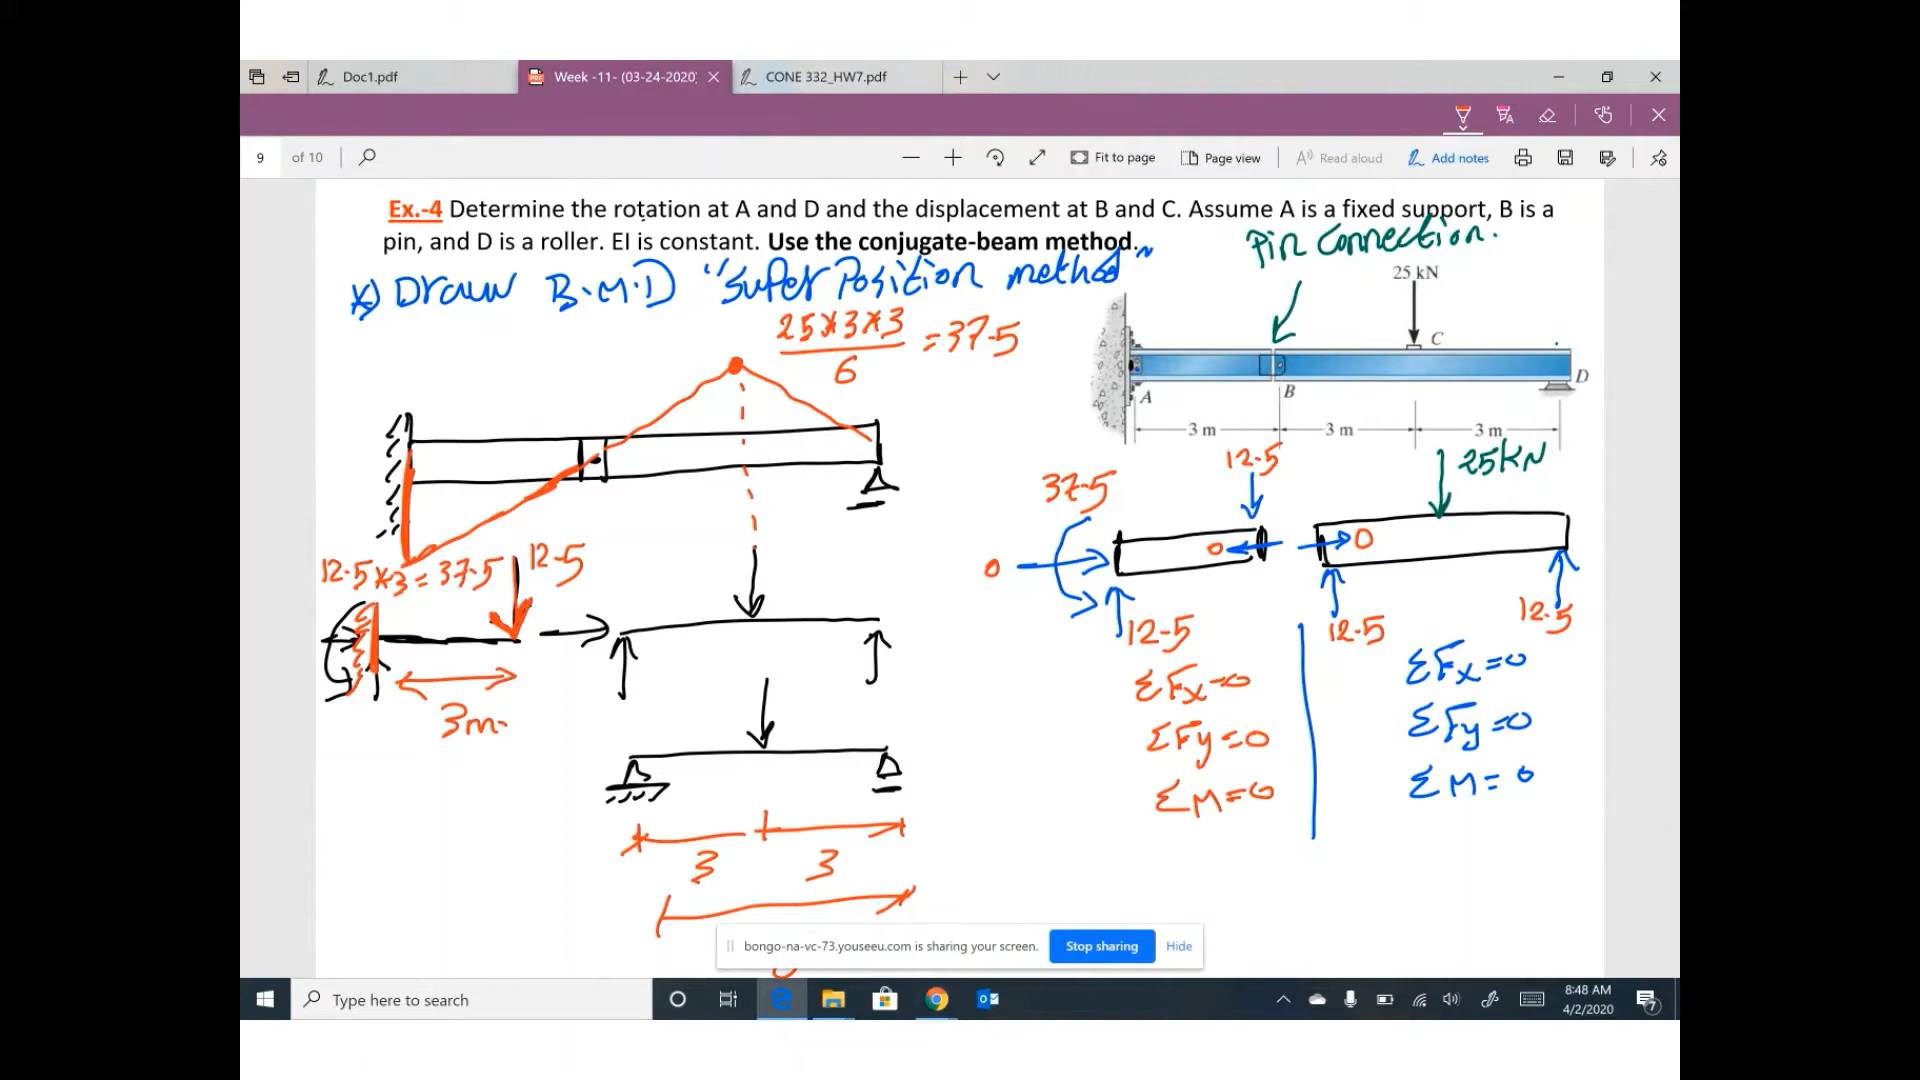 Doc1.pdf
Week -11- (03-24-2020)
CONE 332_HW7.pdf
9 of 10
Fit to page
Page view
Read aloud
Add notes
Ex.-4 Determine the rotation at A and D and the displacement at B and C. Assume A is a fixed support, B is a
pin, and D is a roller. EI is constant. Use the conjugate-beam method.
Pin Connection.
*) Draw B.M.D "Super Position method"
25*3*3
6
=37.5
25 kN
C
A
B
D
3 m
3 m
3 m
12.5
25KN
37.5
12.5*3=37.5
12.5
0
0
0
12.5
12.5
12.5
3m
ΣFx=0
ΣFy=0
ΣM=0
ΣFx=0
ΣFy=0
ΣM=0
3
3
bongo-na-vc-73.youseeu.com is sharing your screen.
Stop sharing
Hide
Type here to search
8:48 AM
4/2/2020
7